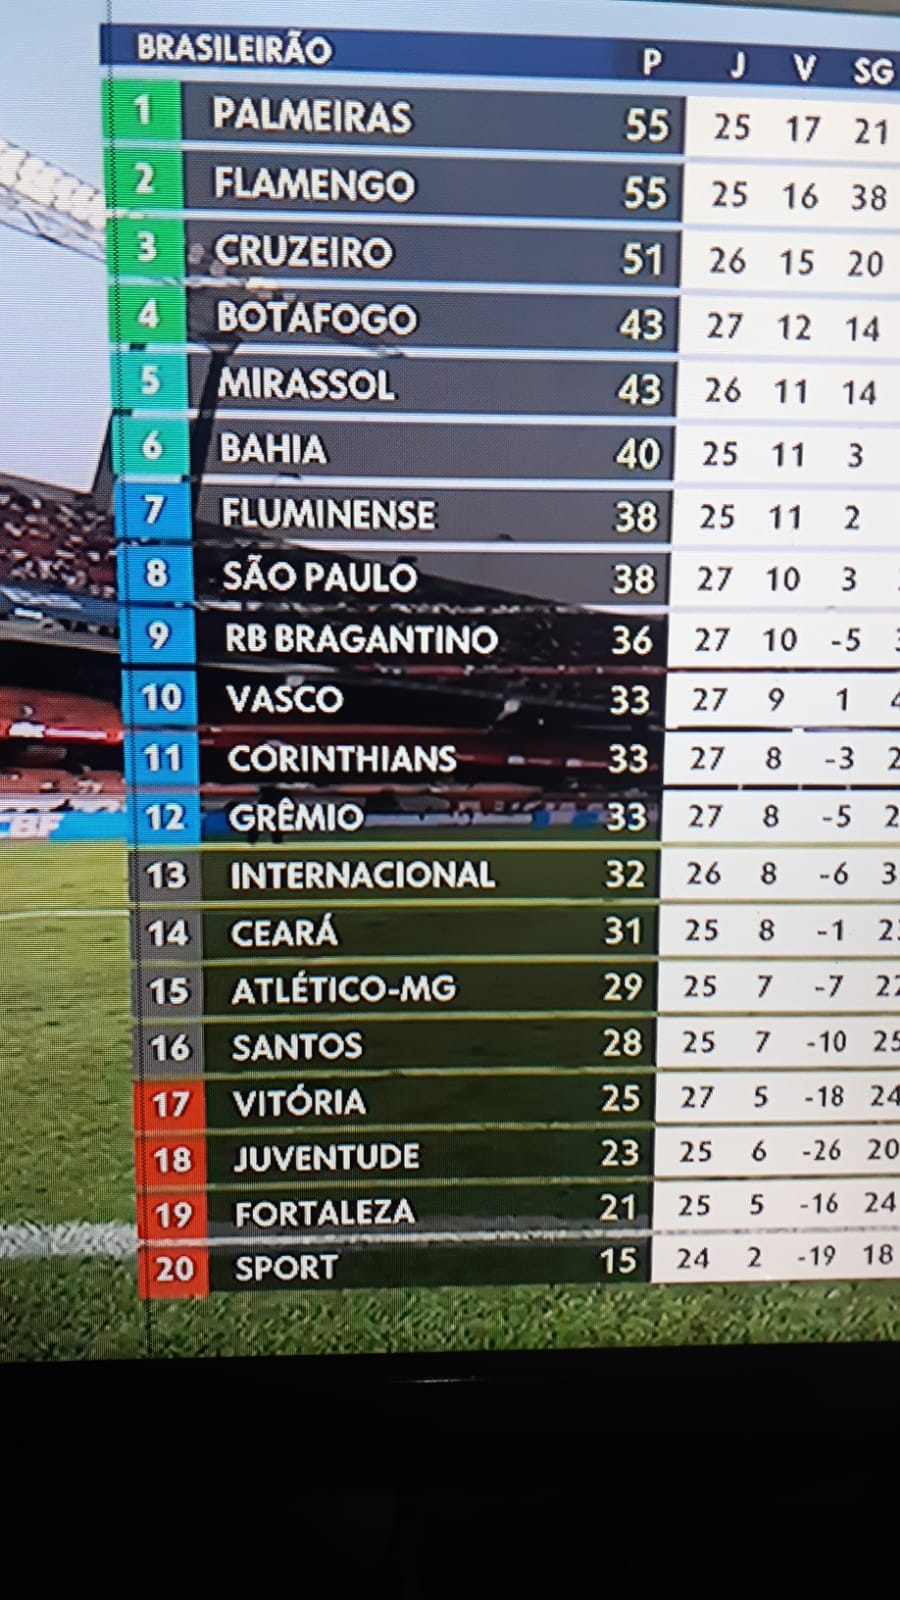 BRASILEIRÃO P J V SG
1 PALMEIRAS 55 25 17 21
2 FLAMENGO 55 25 16 38
3 CRUZEIRO 51 26 15 20
4 BOTAFOGO 43 27 12 14
5 MIRASSOL 43 26 11 14
6 BAHIA 40 25 11 3
7 FLUMINENSE 38 25 11 2
8 SÃO PAULO 38 27 10 3
9 RB BRAGANTINO 36 27 10 -5
10 VASCO 33 27 9 1
11 CORINTHIANS 33 27 8 -3
12 GRÊMIO 33 27 8 -5
13 INTERNACIONAL 32 26 8 -6
14 CEARÁ 31 25 8 -1
15 ATLÉTICO-MG 29 25 7 -7
16 SANTOS 28 25 7 -10 25
17 VITÓRIA 25 27 5 -18 24
18 JUVENTUDE 23 25 6 -26 20
19 FORTALEZA 21 25 5 -16 24
20 SPORT 15 24 2 -19 18